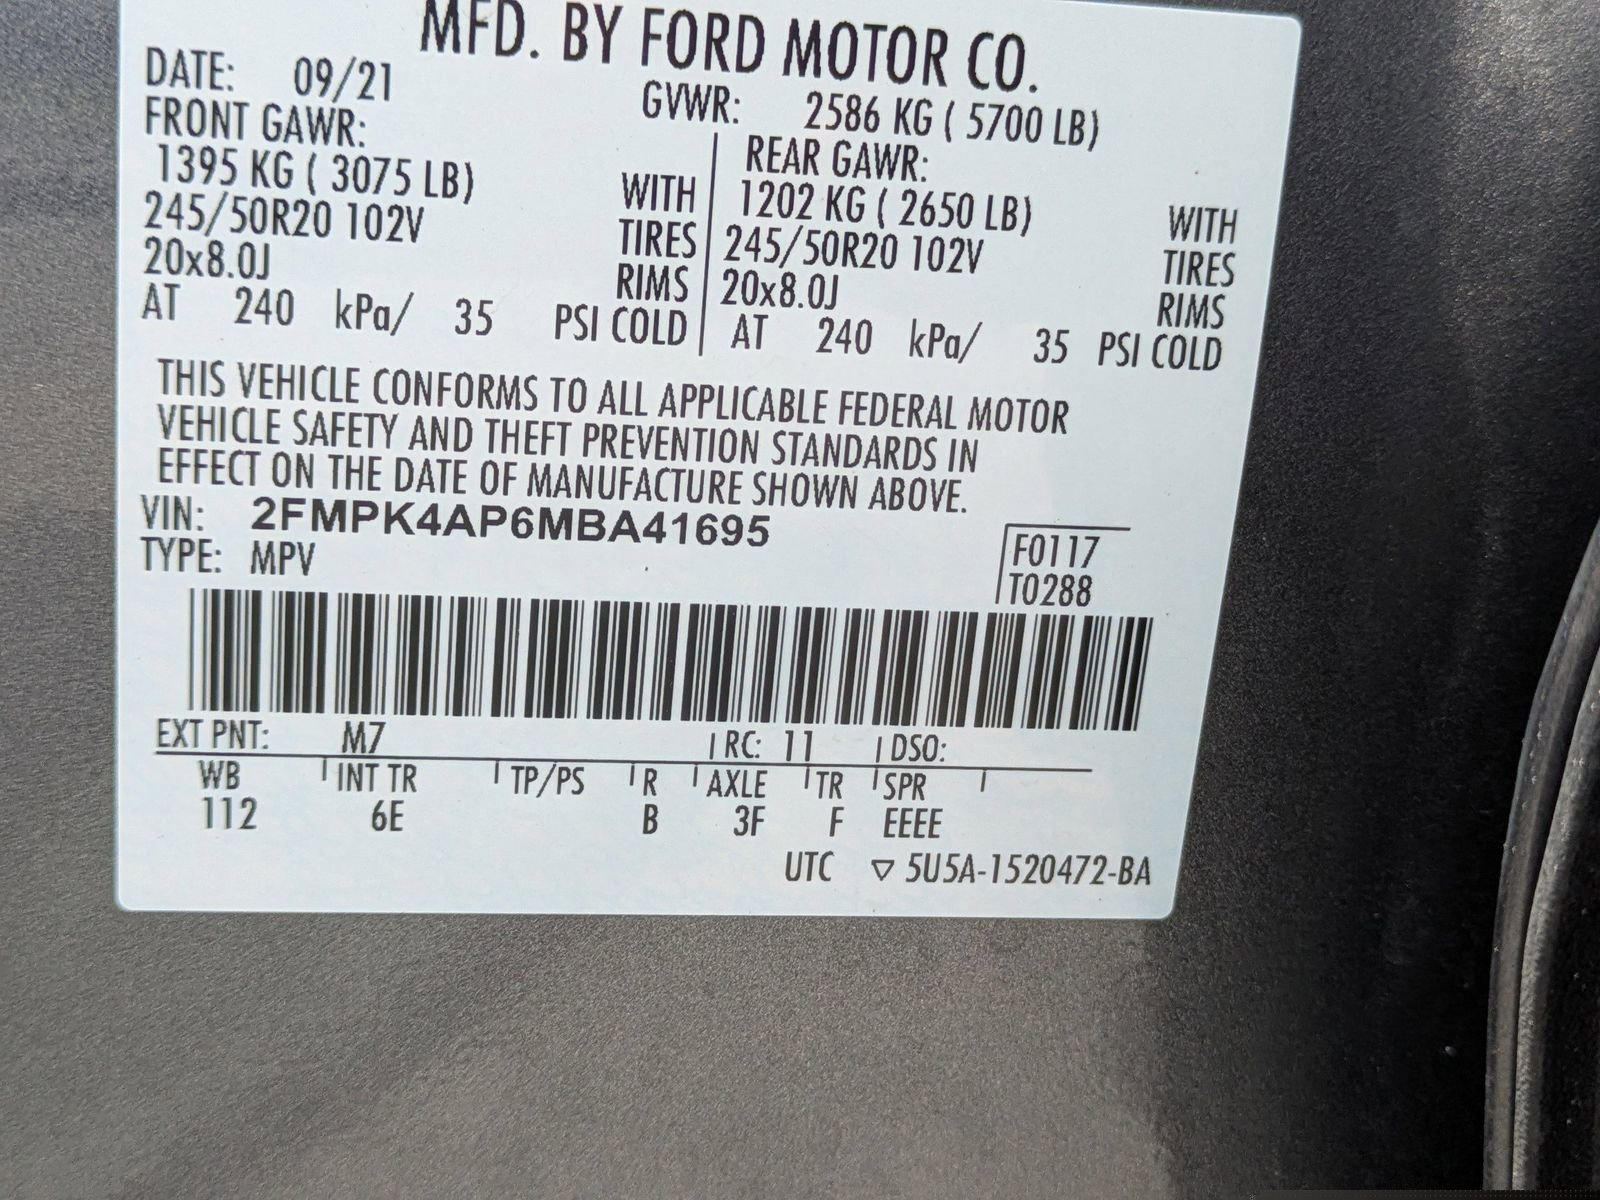 MFD. BY FORD MOTOR CO.
DATE: 09/21 GVWR: 2586 KG ( 5700 LB)
FRONT GAWR: REAR GAWR:
1395 KG ( 3075 LB) WITH 1202 KG ( 2650 LB) WITH
245/50R20 102V TIRES 245/50R20 102V TIRES
20x8.0J RIMS 20x8.0J RIMS
AT 240 kPa/ 35 PSI COLD AT 240 kPa/ 35 PSI COLD
THIS VEHICLE CONFORMS TO ALL APPLICABLE FEDERAL MOTOR
VEHICLE SAFETY AND THEFT PREVENTION STANDARDS IN
EFFECT ON THE DATE OF MANUFACTURE SHOWN ABOVE.
VIN: 2FMPK4AP6MBA41695
TYPE: MPV
F0117
T0288
EXT PNT: M7 RC: 11 DSO:
WB INT TR TP/PS R AXLE TR SPR
112 6E B 3F F EEEE
UTC ▽ 5U5A-1520472-BA